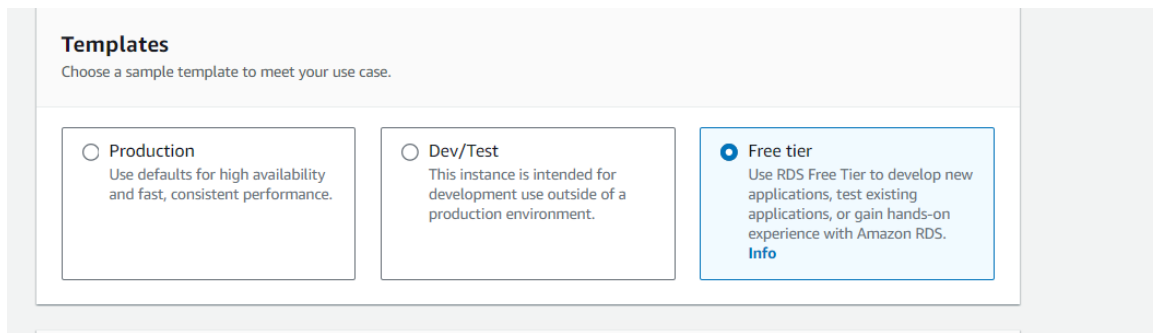 Templates
Choose a sample template to meet your use case.
Production
Use defaults for high availability
and fast, consistent performance.
Dev/Test
This instance is intended for
development use outside of a
production environment.
Free tier
Use RDS Free Tier to develop new
applications, test existing
applications, or gain hands-on
experience with Amazon RDS.
Info